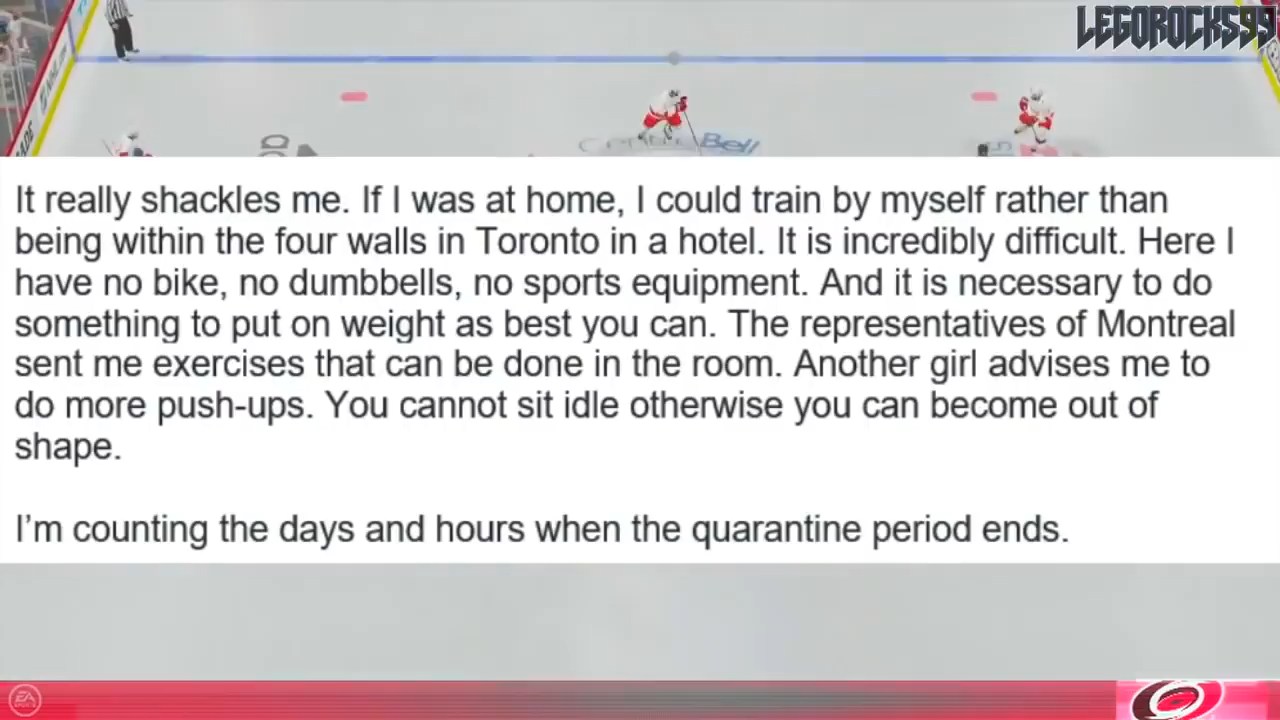 LEGOROCKS99
Bell
It really shackles me. If I was at home, I could train by myself rather than
being within the four walls in Toronto in a hotel. It is incredibly difficult. Here I
have no bike, no dumbbells, no sports equipment. And it is necessary to do
something to put on weight as best you can. The representatives of Montreal
sent me exercises that can be done in the room. Another girl advises me to
do more push-ups. You cannot sit idle otherwise you can become out of
shape.
I'm counting the days and hours when the quarantine period ends.
EA